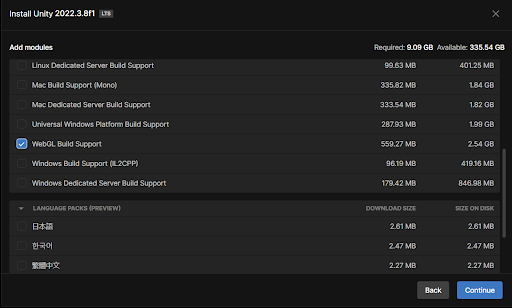 Install Unity 2022.3.8f1 LTS
Add modules Required: 9.09 GB Available: 335.54 GB
Linux Dedicated Server Build Support 99.63 MB 401.25 MB
Mac Build Support (Mono) 335.82 MB 1.84 GB
Mac Dedicated Server Build Support 333.54 MB 1.82 GB
Universal Windows Platform Build Support 287.93 MB 1.99 GB
WebGL Build Support 559.27 MB 2.54 GB
Windows Build Support (IL2CPP) 96.19 MB 419.16 MB
Windows Dedicated Server Build Support 179.42 MB 846.98 MB
LANGUAGE PACKS (PREVIEW) DOWNLOAD SIZE SIZE ON DISK
日本語 2.61 MB 2.61 MB
한국어 2.47 MB 2.47 MB
繁體中文 2.27 MB 2.27 MB
Back Continue